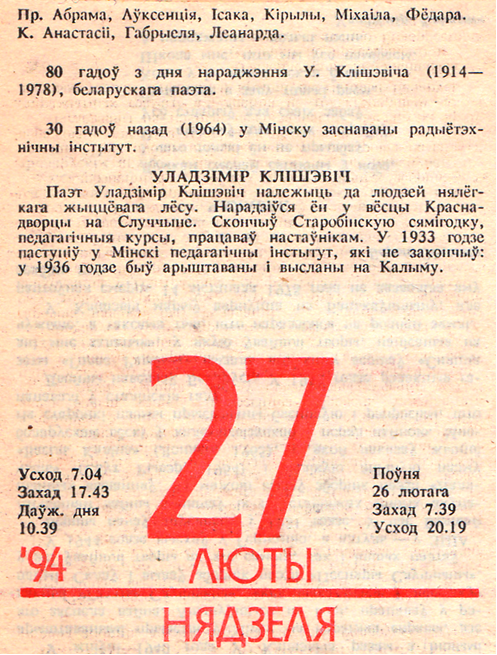 Пр. Абрама, Аўксенція, Ісака, Кірылы, Міхаіла, Фёдара.
К. Анастасіі, Габрыеля, Леанарда.
80 гадоў з дня нараджэння У. Клішэвіча (1914—
1978), беларускага паэта.
30 гадоў назад (1964) у Мінску заснаваны радыётэх-
нічны інстытут.
УЛАДЗІМІР КЛІШЭВІЧ
Паэт Уладзімір Клішэвіч належыць да людзей нялёг-
кага жыццёвага лёсу. Нарадзіўся ён у вёсцы Красна-
дворцы на Случчыне. Скончыў Старобінскую сямігодку,
педагагічныя курсы, працаваў настаўнікам. У 1933 годзе
паступіў у Мінскі педагагічны інстытут, які не закончыў:
у 1936 годзе быў арыштаваны і высланы на Калыму.
27
Усход 7.04
Захад 17.43
Даўж. дня
10.39
Поўня
26 лютага
Захад 7.39
Усход 20.19
'94 ЛЮТЫ
НЯДЗЕЛЯ